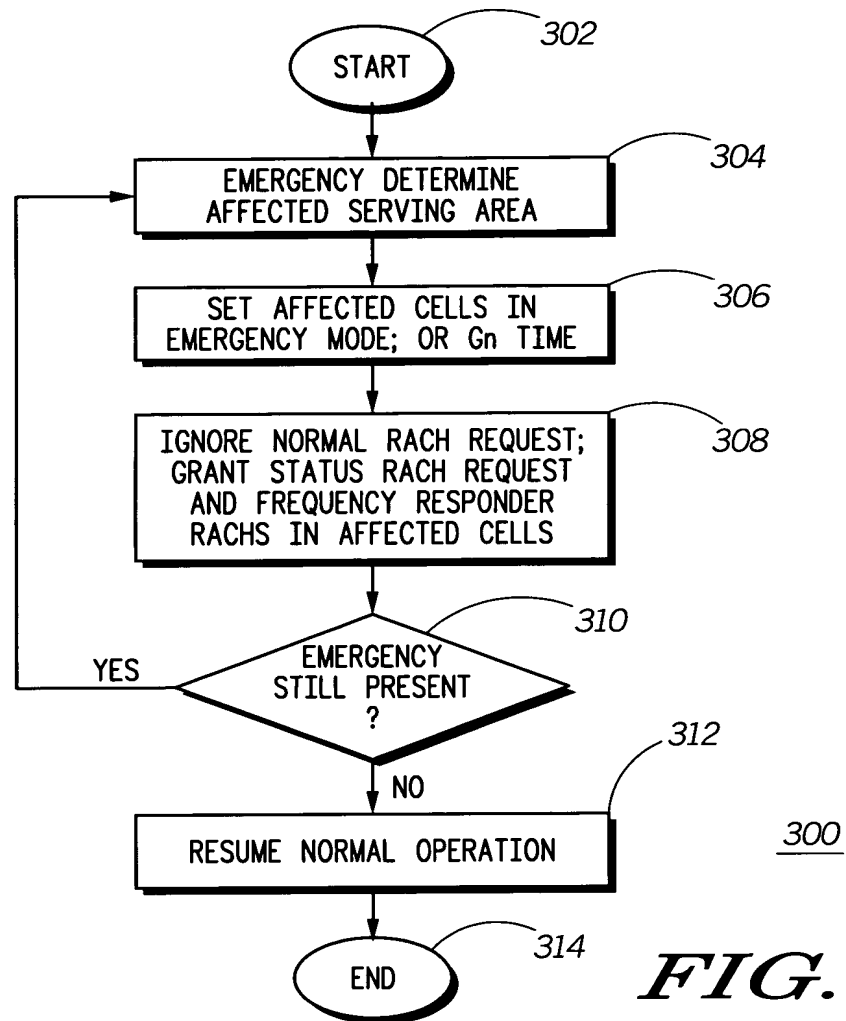 302
START
304
EMERGENCY DETERMINE
AFFECTED SERVING AREA
306
SET AFFECTED CELLS IN
EMERGENCY MODE; OR Gn TIME
308
IGNORE NORMAL RACH REQUEST;
GRANT STATUS RACH REQUEST
AND FREQUENCY RESPONDER
RACHS IN AFFECTED CELLS
310
YES
EMERGENCY
STILL PRESENT
?
NO
312
RESUME NORMAL OPERATION
300
314
END
FIG.